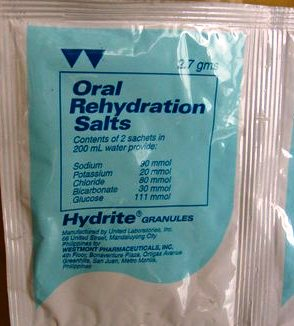 2.7 gms
Oral
Rehydration
Salts
Contents of 2 sachets in
200 mL water provide:
Sodium 90 mmol
Potassium 20 mmol
Chloride 80 mmol
Bicarbonate 30 mmol
Glucose 111 mmol
Hydrite® GRANULES
Manufactured by United Laboratories, Inc.
66 United Street, Mandaluyong City
Philippines for
WESTMONT PHARMACEUTICALS, INC.
4th Floor, Bonaventure Plaza, Ortigas Avenue
Greenhills, San Juan, Metro Manila
Philippines